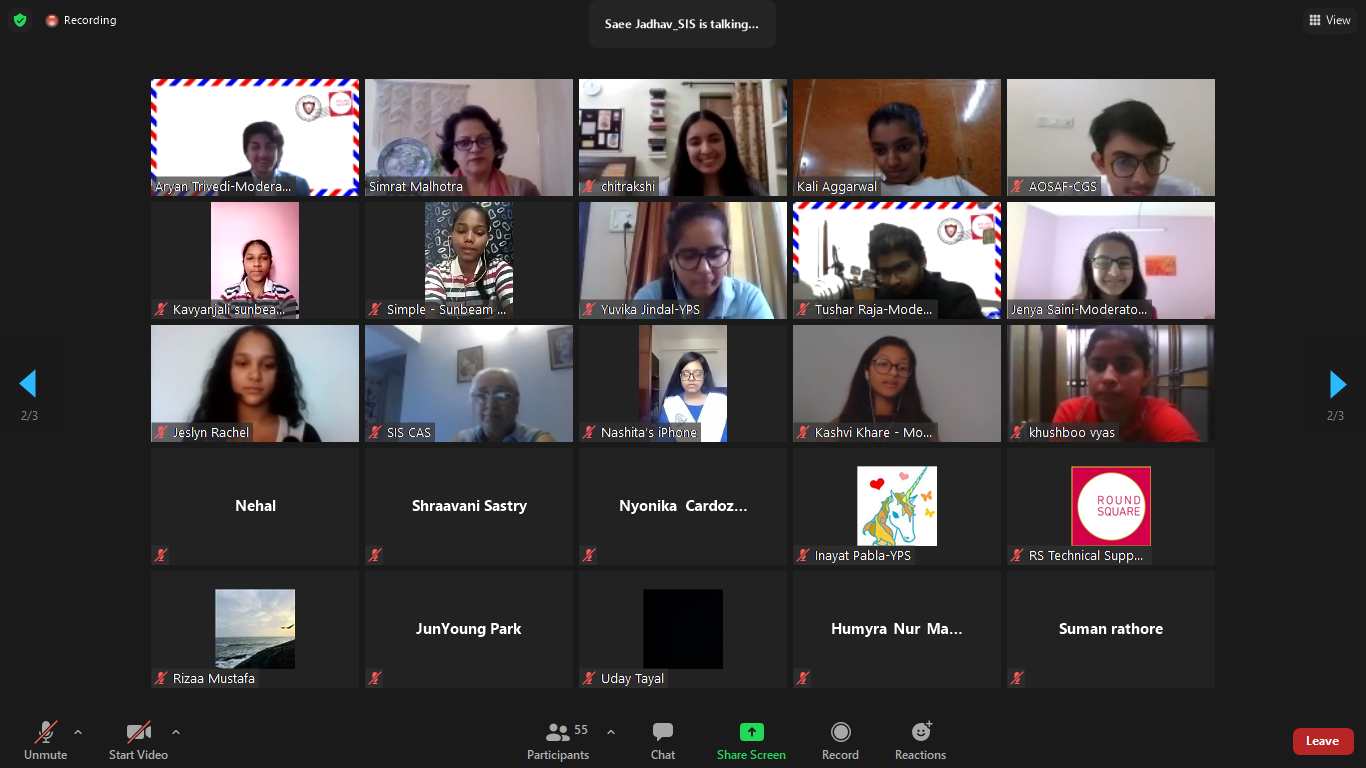 Recording
Saee Jadhav_SIS is talking...
View
Aryan Trivedi-Modera...
Simrat Malhotra
chitrakshi
Kali Aggarwal
AOSAF-CGS
Kavyanjali sunbea...
Simple - Sunbeam ...
Yuvika Jindal-YPS
Tushar Raja-Mode...
Jenya Saini-Moderato...
2/3
2/3
Jeslyn Rachel
SIS CAS
Nashita's iPhone
Kashvi Khare - Mo...
khushboo vyas
Nehal
Shraavani Sastry
Nyonika Cardoz...
Inayat Pabla-YPS
ROUND
SQUARE
RS Technical Supp...
Rizaa Mustafa
JunYoung Park
Uday Tayal
Humyra Nur Ma...
Suman rathore
Unmute
Start Video
55
Participants
Chat
Share Screen
Record
Reactions
Leave